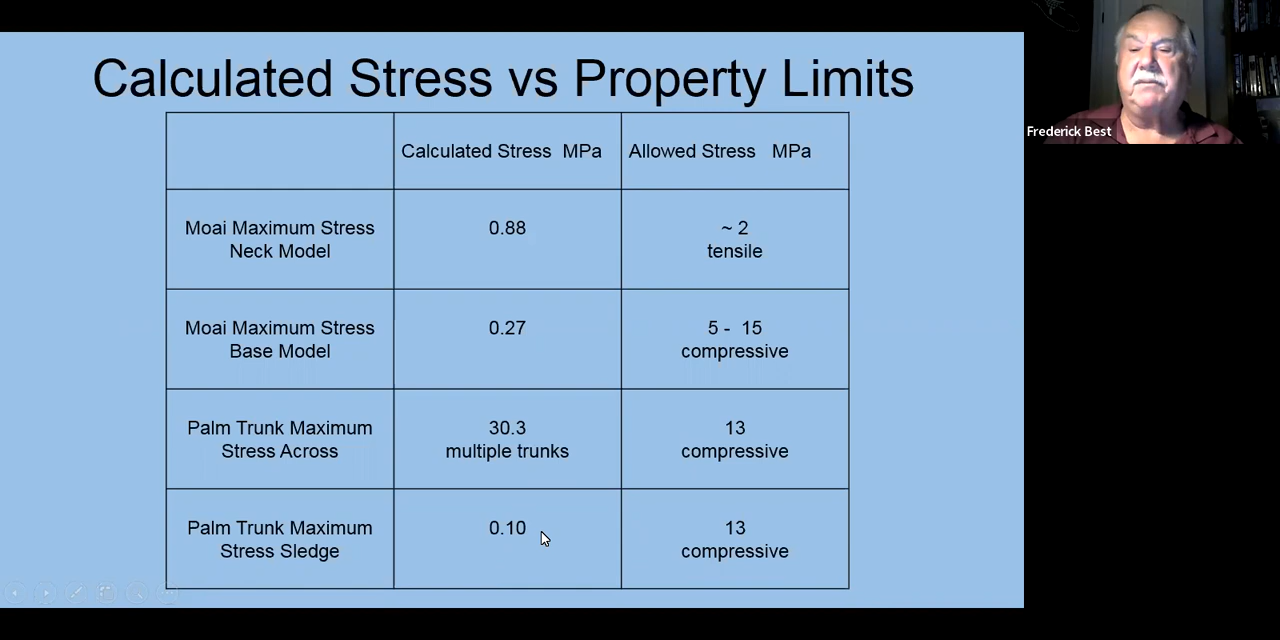 Calculated Stress vs Property Limits
Calculated Stress MPa
Allowed Stress MPa
Moai Maximum Stress
Neck Model
0.88
~ 2
tensile
Moai Maximum Stress
Base Model
0.27
5 - 15
compressive
Palm Trunk Maximum
Stress Across
30.3
multiple trunks
13
compressive
Palm Trunk Maximum
Stress Sledge
0.10
13
compressive
Frederick Best